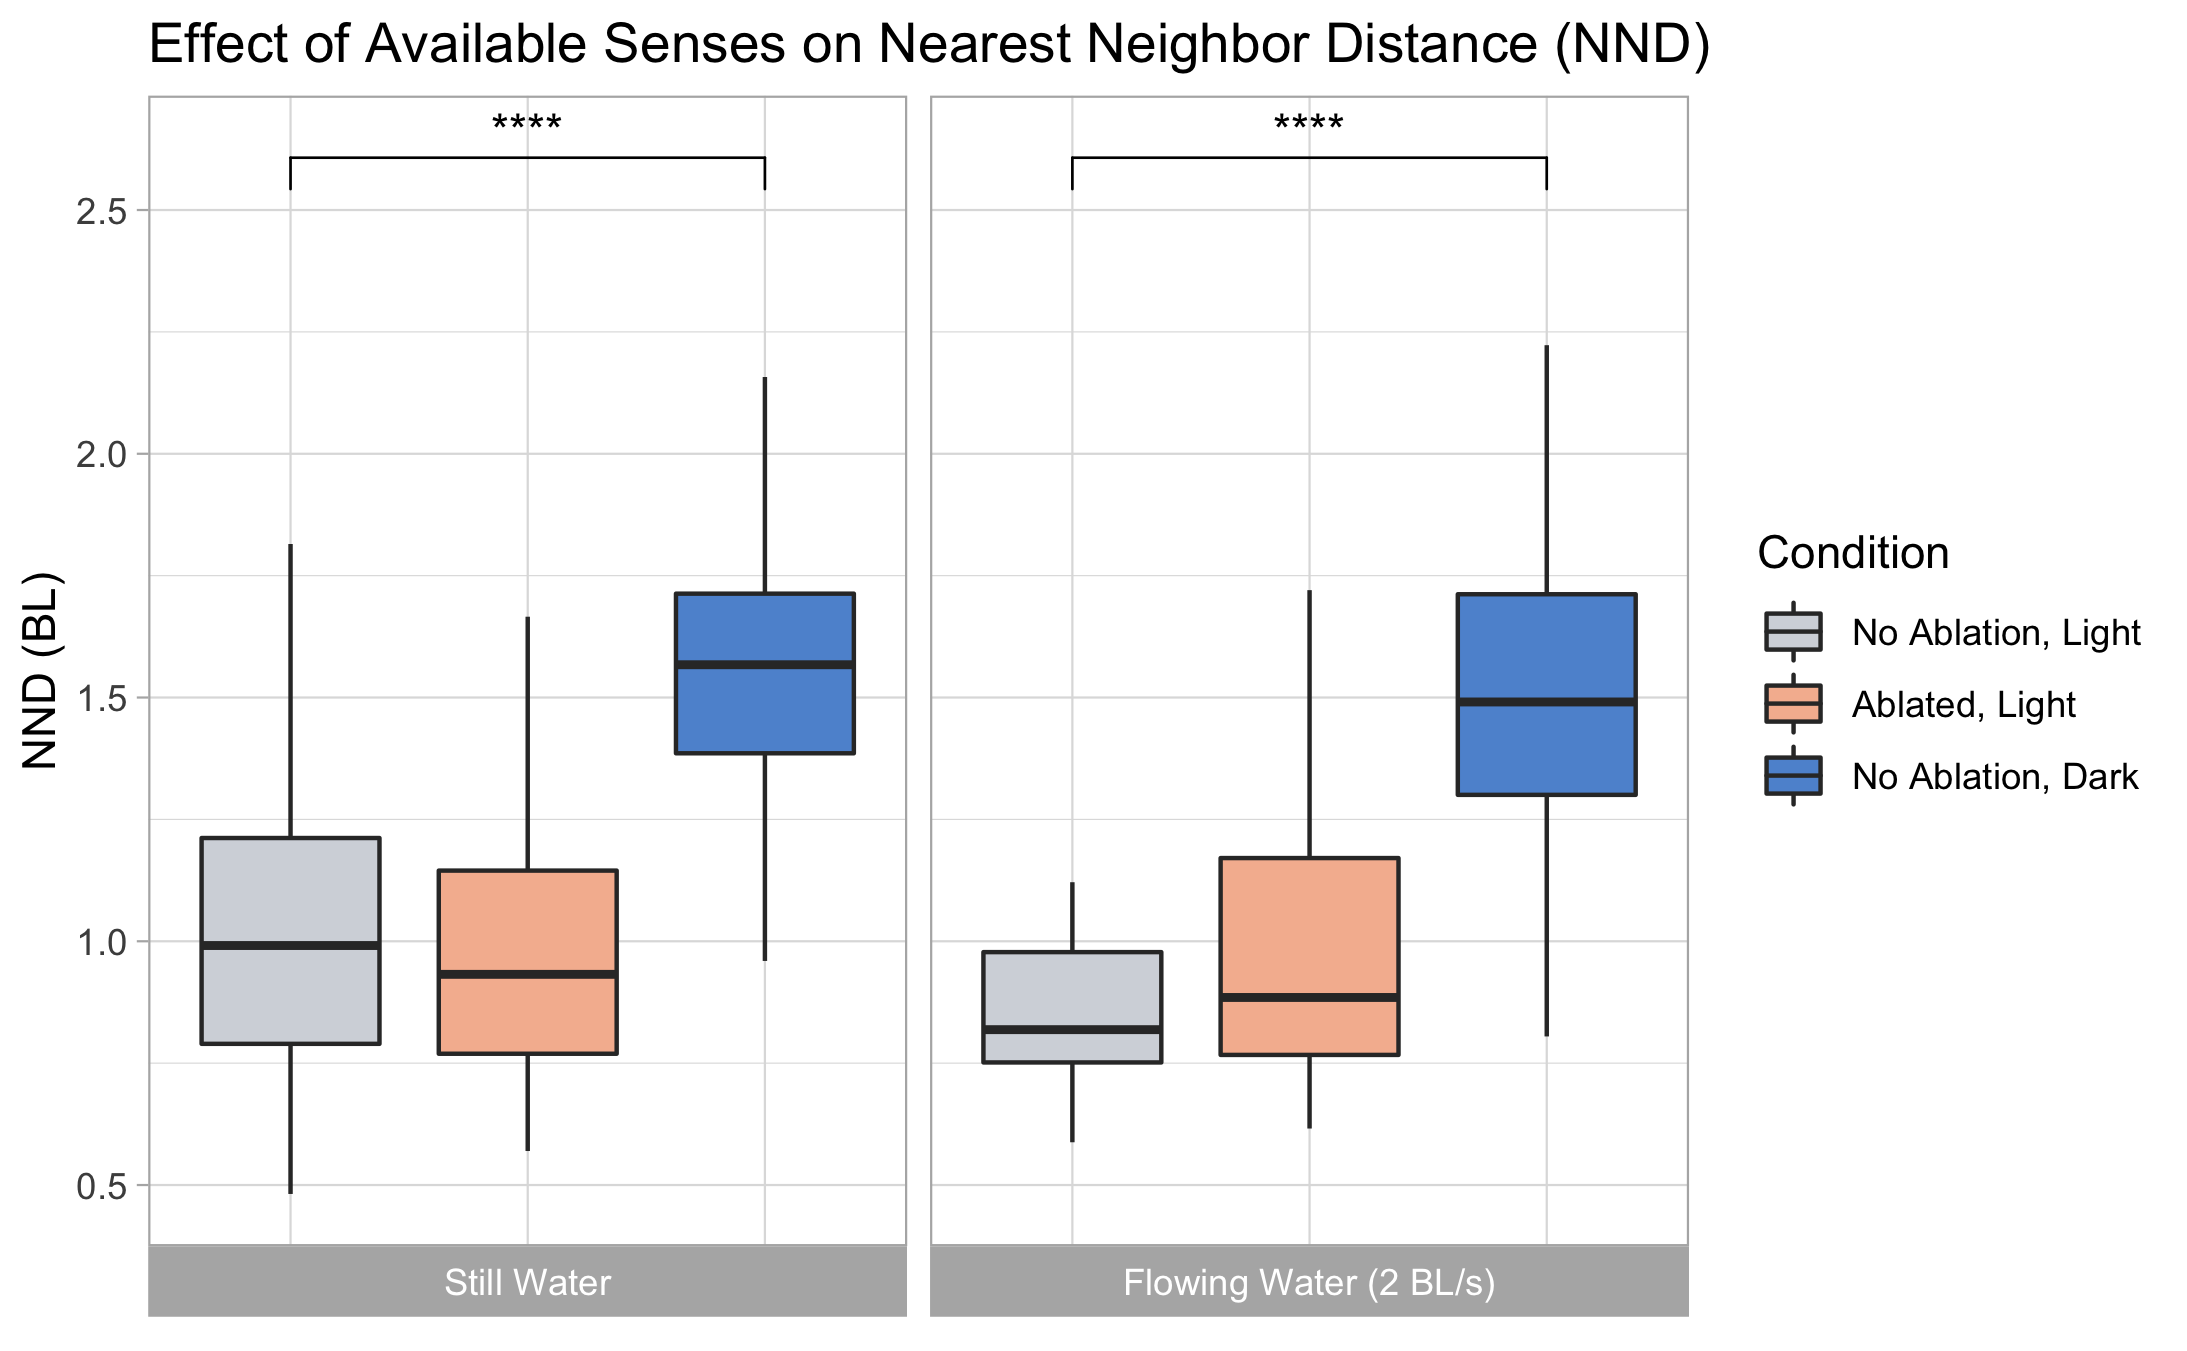 Effect of Available Senses on Nearest Neighbor Distance (NND)
****
****
2.5
2.0
1.5
1.0
0.5
NND (BL)
Still Water
Flowing Water (2 BL/s)
Condition
No Ablation, Light
Ablated, Light
No Ablation, Dark